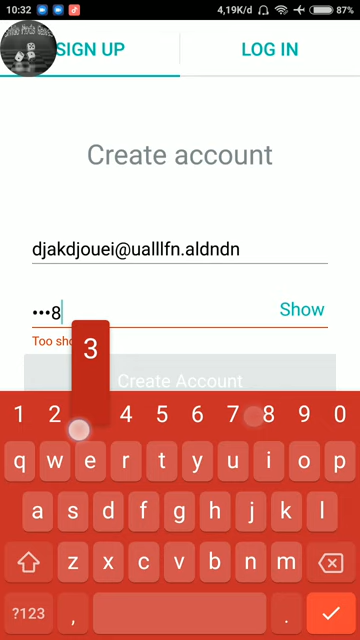 10:32 4,19K/d 87%
SIGN UP LOG IN
Create account
djakdjouei@ualllfn.aldndn
•••8 Show
Too sho
3
Create Account
1 2 4 5 6 7 8 9 0
q w e r t y u i o p
a s d f g h j k l
z x c v b n m
?123 , .